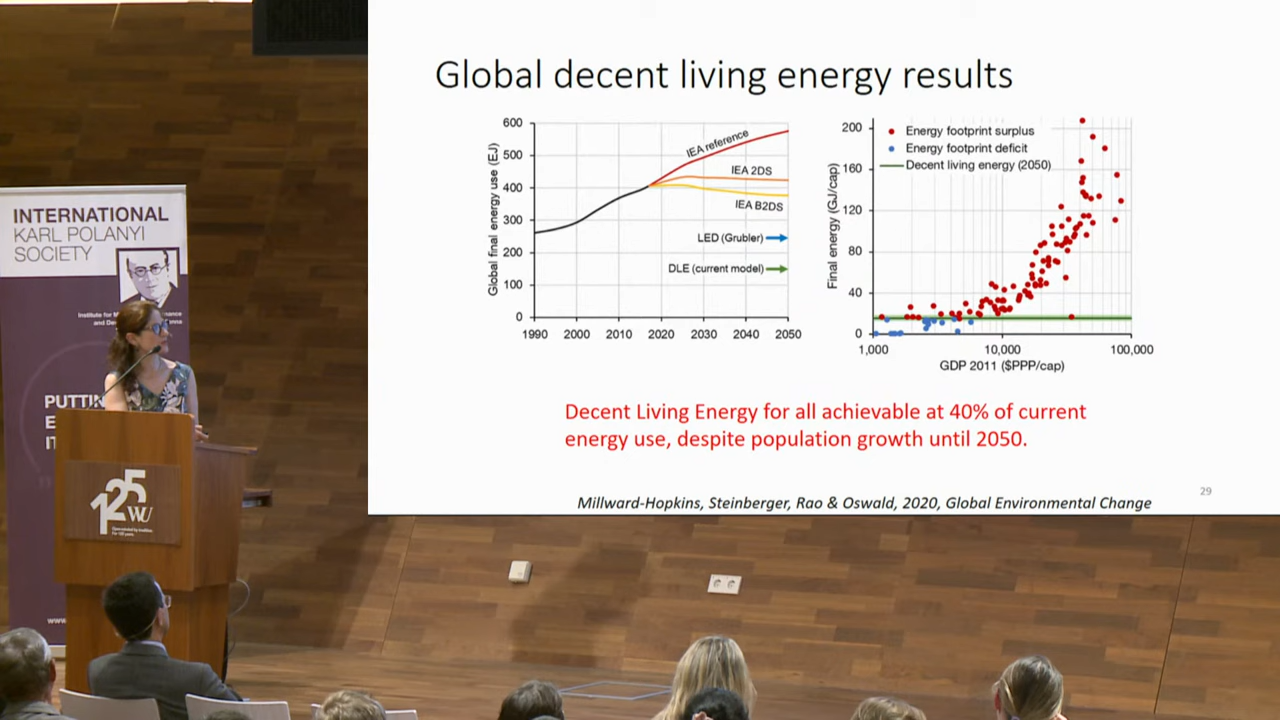 Global decent living energy results
600
500
400
300
200
100
0
Global final energy use (EJ)
IEA reference
IEA 2DS
IEA B2DS
LED (Grubler)
DLE (current model)
1990 2000 2010 2020 2030 2040 2050
200
160
120
80
40
0
Final energy (GJ/cap)
Energy footprint surplus
Energy footprint deficit
Decent living energy (2050)
1,000 10,000 100,000
GDP 2011 ($PPP/cap)
Decent Living Energy for all achievable at 40% of current
energy use, despite population growth until 2050.
29
Millward-Hopkins, Steinberger, Rao & Oswald, 2020, Global Environmental Change
INTERNATIONAL
KARL POLANYI
SOCIETY
Institute for
and
PUTTIN
E
125
WU
www